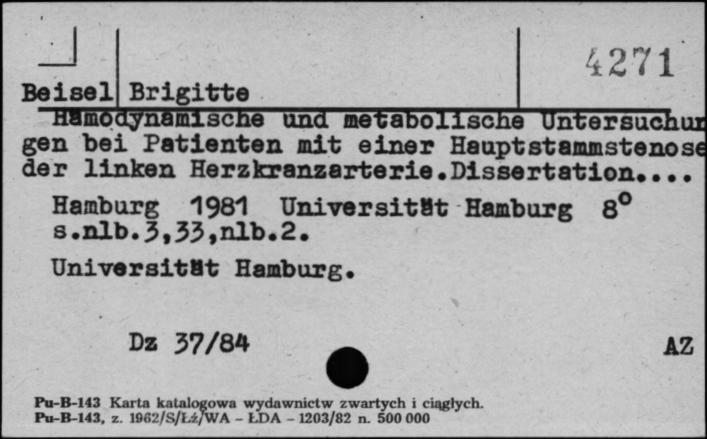 4271
Beisel Brigitte
Hämodynamische und metabolische Untersuchun
gen bei Patienten mit einer Hauptstammstenose
der linken Herzkranzarterie.Dissertation....
Hamburg 1981 Universität Hamburg 8°
s.nlb.3,33,nlb.2.
Universität Hamburg.
Dz 37/84 AZ
Pu-B-143 Karta katalogowa wydawnictw zwartych i ciągłych.
Pu-B-143, z. 1962/S/Łź/WA – ŁDA – 1203/82 n. 500 000